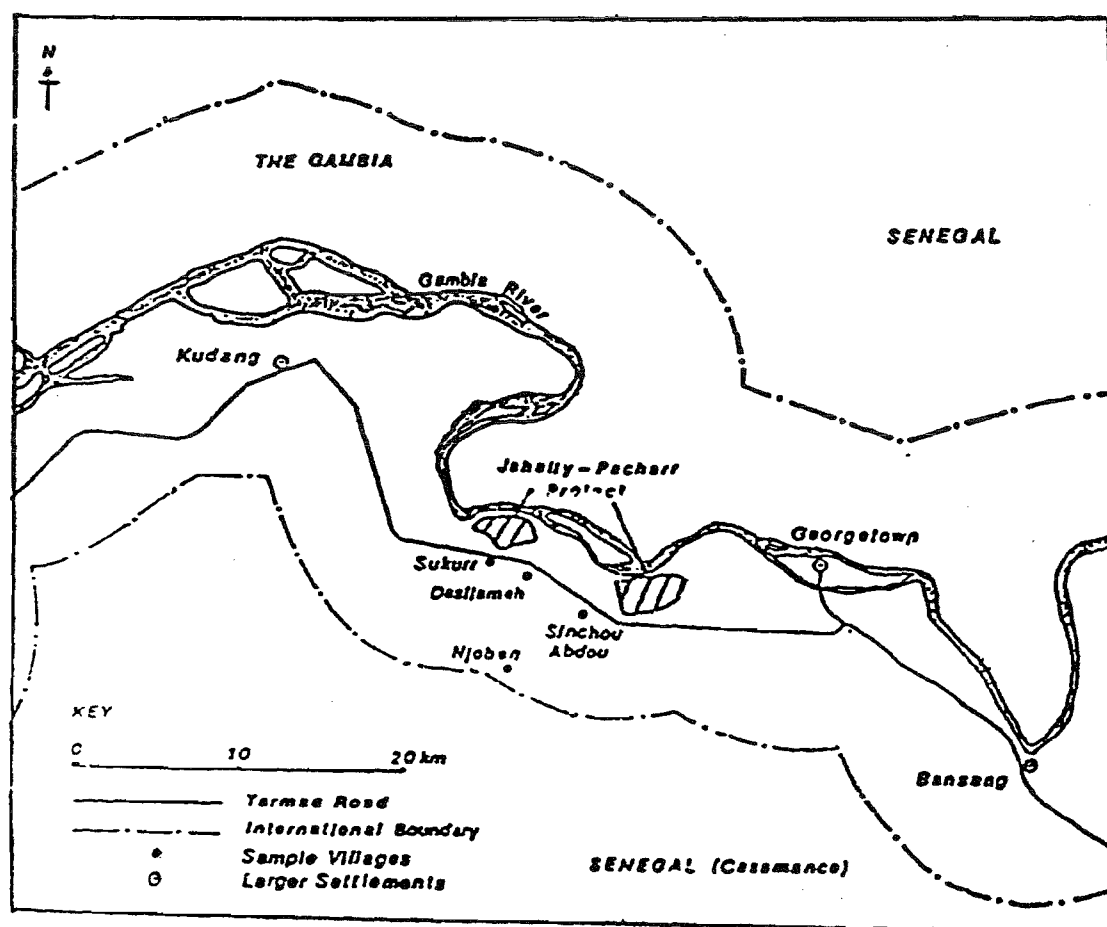 N
THE GAMBIA
SENEGAL
Gambia River
Kudang
Jahally-Pacharr
Project
Georgetown
Sukurr
Dasilameh
Sinchou
Abdou
Njoben
KEY
0 10 20 km
Tarmac Road
International Boundary
Sample Villages
Larger Settlements
Bansang
SENEGAL (Casamance)